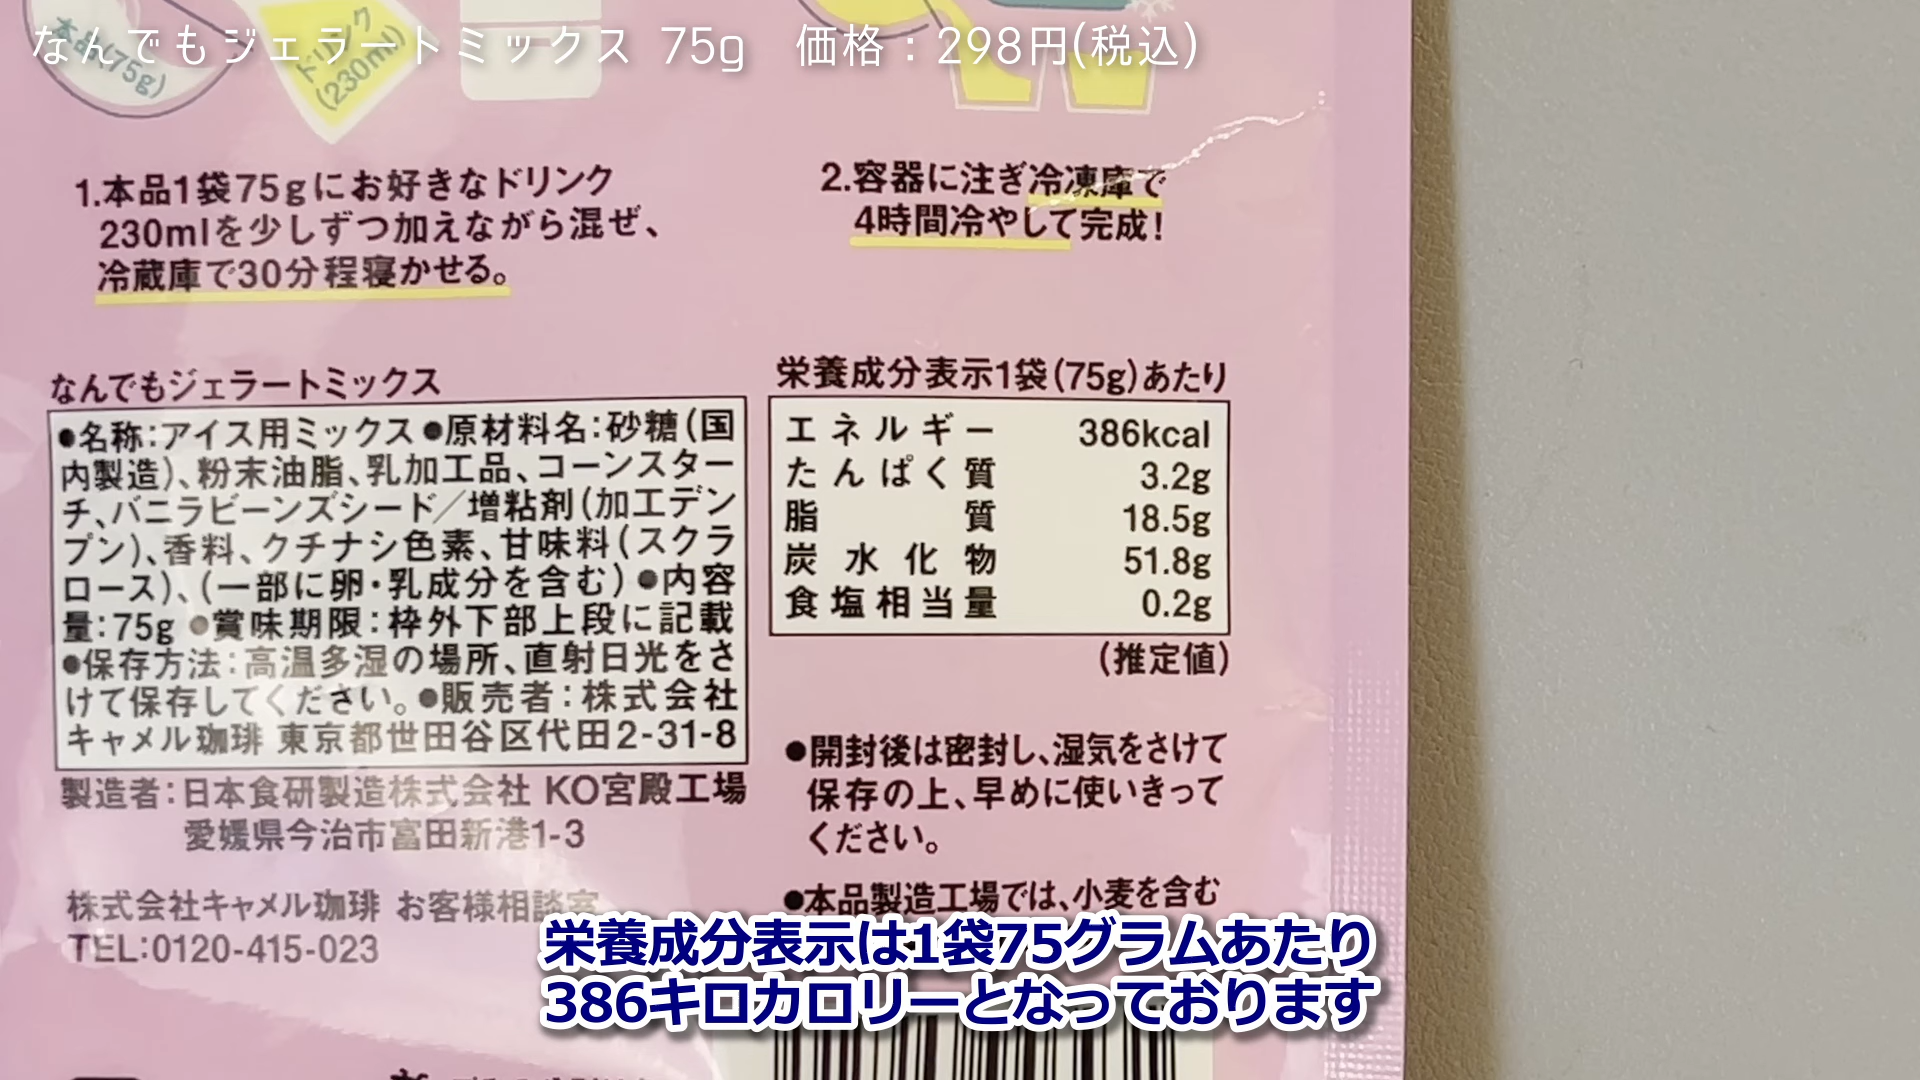 なんでもジェラートミックス 75g 価格：298円(税込)
本品(75g)
ドリンク
(230ml)
1.本品1袋75gにお好きなドリンク
230mlを少しずつ加えながら混ぜ、
冷蔵庫で30分程寝かせる。
2.容器に注ぎ冷凍庫で
4時間冷やして完成!
なんでもジェラートミックス
●名称:アイス用ミックス●原材料名:砂糖(国
内製造)、粉末油脂、乳加工品、コーンスター
チ、バニラビーンズシード/増粘剤(加工デン
プン)、香料、クチナシ色素、甘味料(スクラ
ロース)、(一部に卵・乳成分を含む)●内容
量:75g ●賞味期限:枠外下部上段に記載
●保存方法:高温多湿の場所、直射日光をさ
けて保存してください。●販売者:株式会社
キャメル珈琲 東京都世田谷区代田2-31-8
製造者:日本食研製造株式会社 KO宮殿工場
愛媛県今治市富田新港1-3
株式会社キャメル珈琲 お客様相談室
TEL:0120-415-023
栄養成分表示1袋(75g)あたり
エネルギー 386kcal
たんぱく質 3.2g
脂質 18.5g
炭水化物 51.8g
食塩相当量 0.2g
(推定値)
●開封後は密封し、湿気をさけて
保存の上、早めに使いきって
ください。
●本品製造工場では、小麦を含む
栄養成分表示は1袋75グラムあたり
386キロカロリーとなっております